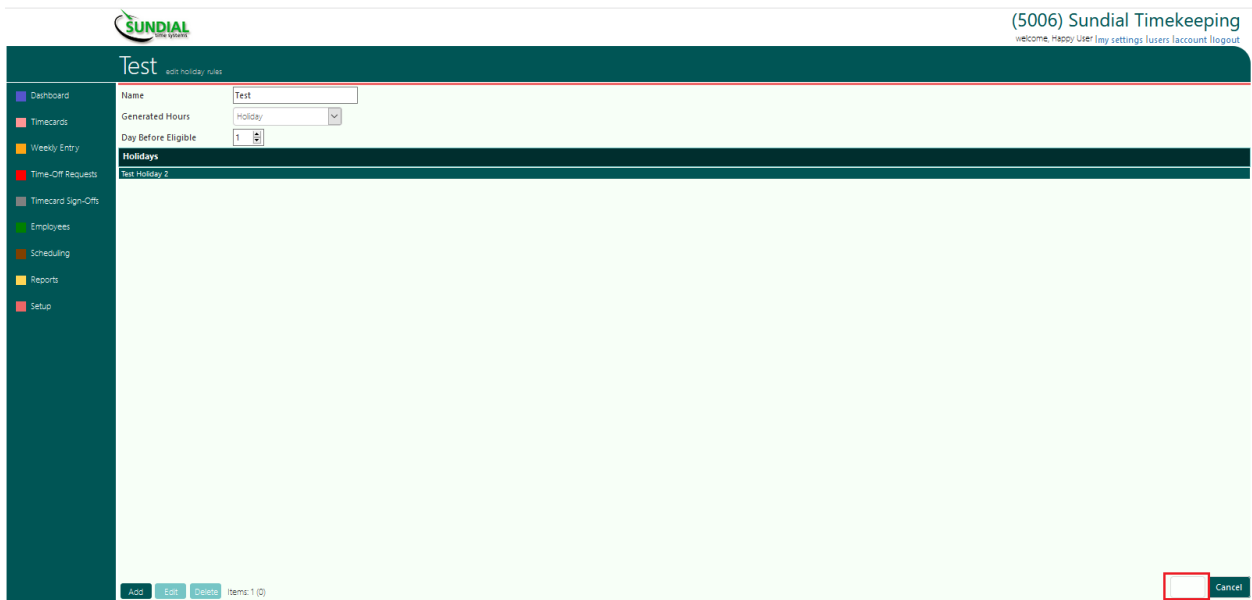 SUNDIAL
time systems
(5006) Sundial Timekeeping
welcome, Happy User |my settings |users |account |logout
Test edit holiday rules
Dashboard
Timecards
Weekly Entry
Time-Off Requests
Timecard Sign-Offs
Employees
Scheduling
Reports
Setup
Name Test
Generated Hours Holiday
Day Before Eligible 1
Holidays
Test Holiday 2
Add Edit Delete Items: 1 (0)
Cancel